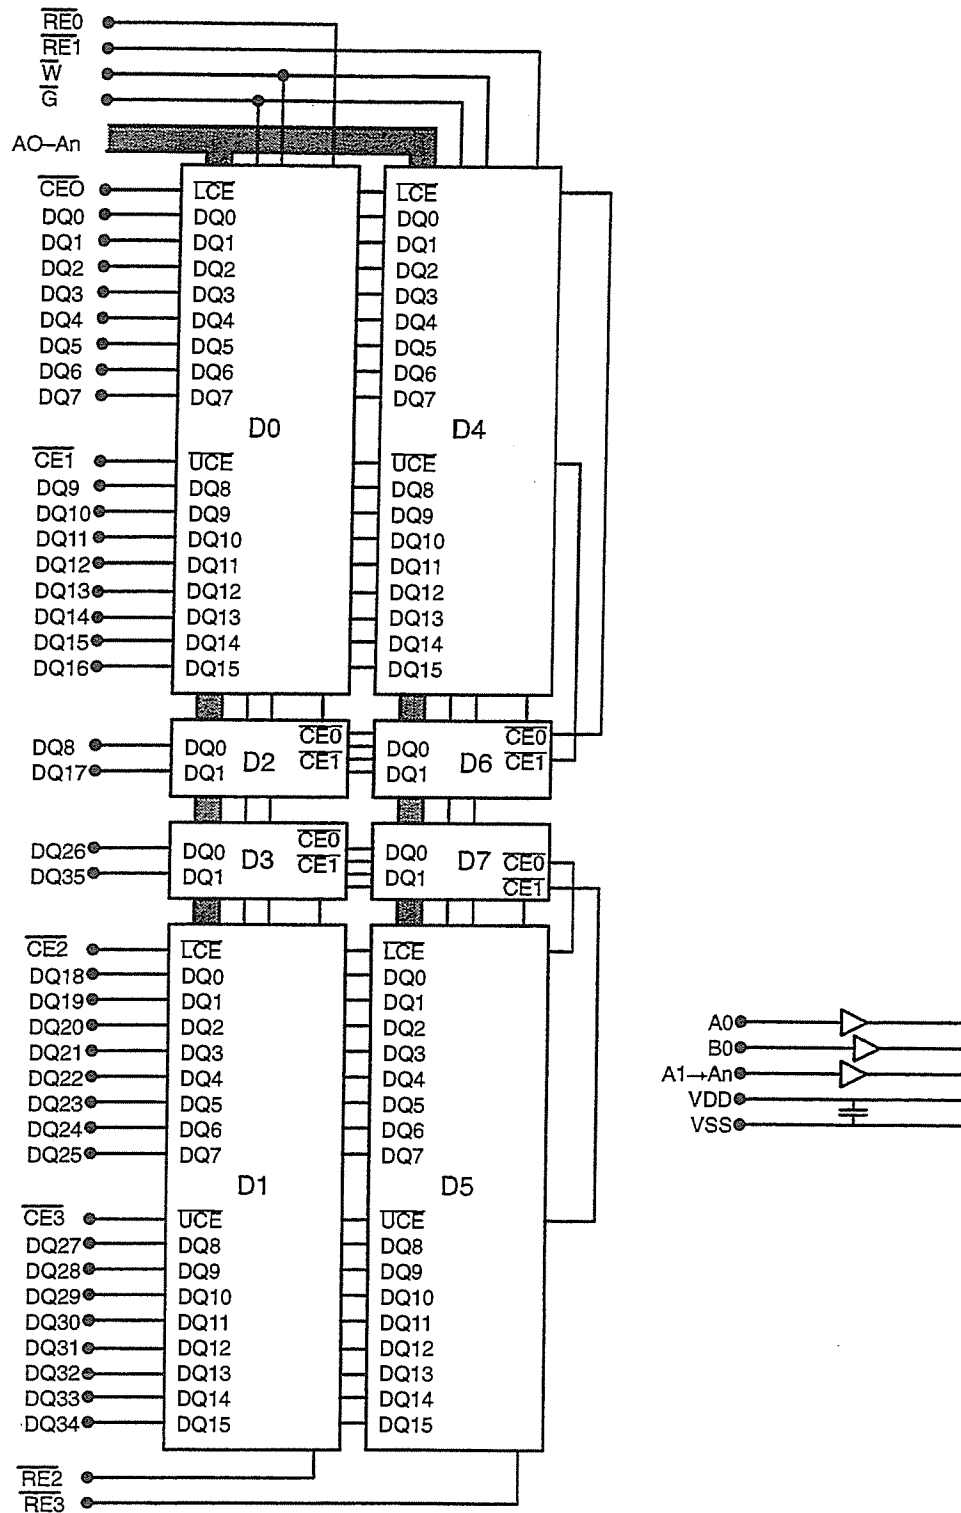 RE0
RE1
W
G
AO–An
CEO LCE LCE
DQ0 DQ0 DQ0
DQ1 DQ1 DQ1
DQ2 DQ2 DQ2
DQ3 DQ3 DQ3
DQ4 DQ4 DQ4
DQ5 DQ5 DQ5
DQ6 DQ6 DQ6
DQ7 DQ7 DQ7
D0 D4
CE1 UCE UCE
DQ9 DQ8 DQ8
DQ10 DQ9 DQ9
DQ11 DQ10 DQ10
DQ12 DQ11 DQ11
DQ13 DQ12 DQ12
DQ14 DQ13 DQ13
DQ15 DQ14 DQ14
DQ16 DQ15 DQ15
CE0 CE0
DQ8 DQ0 DQ0
D2 CE1 D6 CE1
DQ17 DQ1 DQ1
CE0
DQ26 DQ0 DQ0
D3 CE1 D7 CE0
DQ35 DQ1 DQ1
CE1
CE2 LCE LCE
DQ18 DQ0 DQ0
DQ19 DQ1 DQ1
DQ20 DQ2 DQ2
DQ21 DQ3 DQ3
DQ22 DQ4 DQ4
DQ23 DQ5 DQ5
DQ24 DQ6 DQ6
DQ25 DQ7 DQ7
D1 D5
CE3 UCE UCE
DQ27 DQ8 DQ8
DQ28 DQ9 DQ9
DQ29 DQ10 DQ10
DQ30 DQ11 DQ11
DQ31 DQ12 DQ12
DQ32 DQ13 DQ13
DQ33 DQ14 DQ14
DQ34 DQ15 DQ15
RE2
RE3
A0
B0
A1→An
VDD
VSS